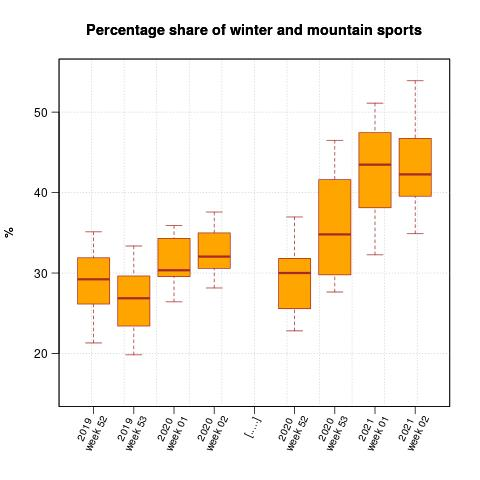 Percentage share of winter and mountain sports
%
50
40
30
20
2019
week 52
2019
week 53
2020
week 01
2020
week 02
[....]
2020
week 52
2020
week 53
2021
week 01
2021
week 02